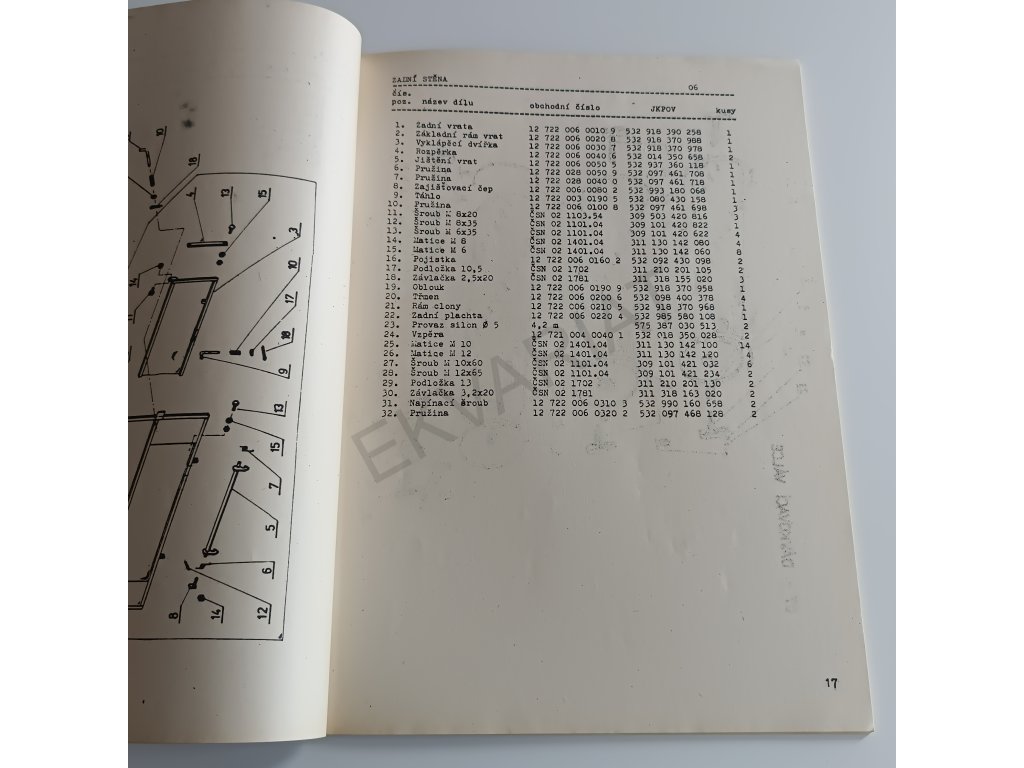 ZADNÍ STĚNA 06
čís.
poz. název dílu obchodní číslo JKPOV kusy
1. Zadní vrata 12 722 006 0010 9 532 918 390 258 1
2. Základní rám vrat 12 722 006 0020 8 532 918 370 988 1
3. Vyklápěcí dvířka 12 722 006 0030 7 532 918 370 978 1
4. Rozpěrka 12 722 006 0040 6 532 014 350 658 2
5. Jištění vrat 12 722 006 0050 5 532 937 360 118 1
6. Pružina 12 722 028 0050 9 532 097 461 708 1
7. Pružina 12 722 028 0040 0 532 097 461 718 1
8. Zajišťovací čep 12 722 006 0080 2 532 993 180 068 1
9. Táhlo 12 722 003 0190 5 532 080 430 158 1
10. Pružina 12 722 006 0100 8 532 097 461 698 3
11. Šroub M 8x20 ČSN 02 1103.54 309 503 420 816 3
12. Šroub M 8x35 ČSN 02 1101.04 309 101 420 822 1
13. Šroub M 6x35 ČSN 02 1101.04 309 101 420 622 4
14. Matice M 8 ČSN 02 1401.04 311 130 142 080 4
15. Matice M 6 ČSN 02 1401.04 311 130 142 060 8
16. Pojistka 12 722 006 0160 2 532 092 430 098 2
17. Podložka 10,5 ČSN 02 1702 311 210 201 105 2
18. Závlačka 2,5x20 ČSN 02 1781 311 318 155 020 3
19. Oblouk 12 722 006 0190 9 532 918 370 958 1
20. Třmen 12 722 006 0200 6 532 098 400 378 4
21. Rám clony 12 722 006 0210 5 532 918 370 968 1
22. Zadní plachta 12 722 006 0220 4 532 985 580 108 1
23. Provaz silon Ø 5 4,2 m 575 387 030 513 2
24. Vzpěra 12 721 004 0040 1 532 018 350 028 2
25. Matice M 10 ČSN 02 1401.04 311 130 142 100 14
26. Matice M 12 ČSN 02 1401.04 311 130 142 120 4
27. Šroub M 10x60 ČSN 02 1101.04 309 101 421 032 6
28. Šroub M 12x65 ČSN 02 1101.04 309 101 421 234 2
29. Podložka 13 ČSN 02 1702 311 210 201 130 2
30. Závlačka 3,2x20 ČSN 02 1781 311 318 163 020 2
31. Napínací šroub 12 722 006 0310 3 532 990 160 658 2
32. Pružina 12 722 006 0320 2 532 097 468 128 2
17
10
18
4
13
15
3
10
17
18
9
13
15
7
5
6
8
14
12